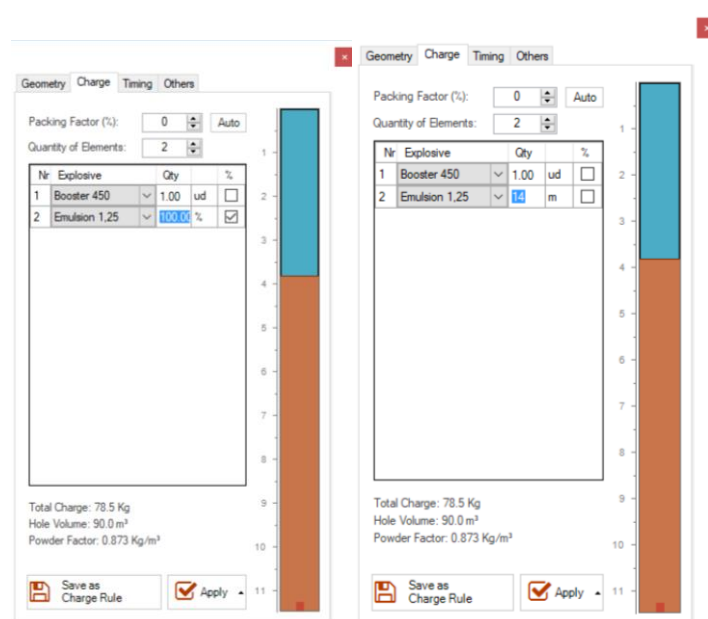 Geometry Charge Timing Others
Packing Factor (%): 0 Auto
Quantity of Elements: 2
Nr Explosive Qty %
1 Booster 450 1.00 ud
2 Emulsion 1,25 100,00 %
Total Charge: 78.5 Kg
Hole Volume: 90.0 m³
Powder Factor: 0.873 Kg/m³
Save as
Charge Rule
Apply
1
2
3
4
5
6
7
8
9
10
11
Geometry Charge Timing Others
Packing Factor (%): 0 Auto
Quantity of Elements: 2
Nr Explosive Qty %
1 Booster 450 1.00 ud
2 Emulsion 1,25 14 m
Total Charge: 78.5 Kg
Hole Volume: 90.0 m³
Powder Factor: 0.873 Kg/m³
Save as
Charge Rule
Apply
1
2
3
4
5
6
7
8
9
10
11